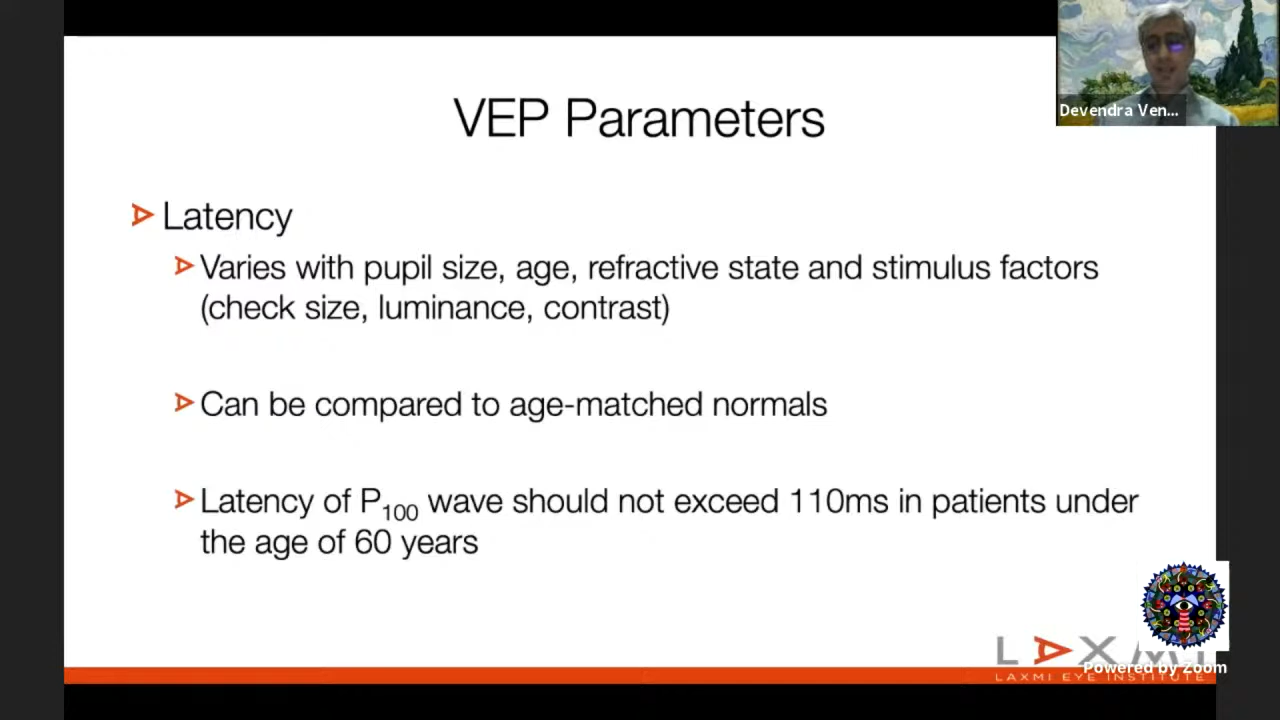 VEP Parameters
Devendra Ven...
Latency
Varies with pupil size, age, refractive state and stimulus factors
(check size, luminance, contrast)
Can be compared to age-matched normals
Latency of P100 wave should not exceed 110ms in patients under
the age of 60 years
Powered by Zoom
LAXMI EYE INSTITUTE